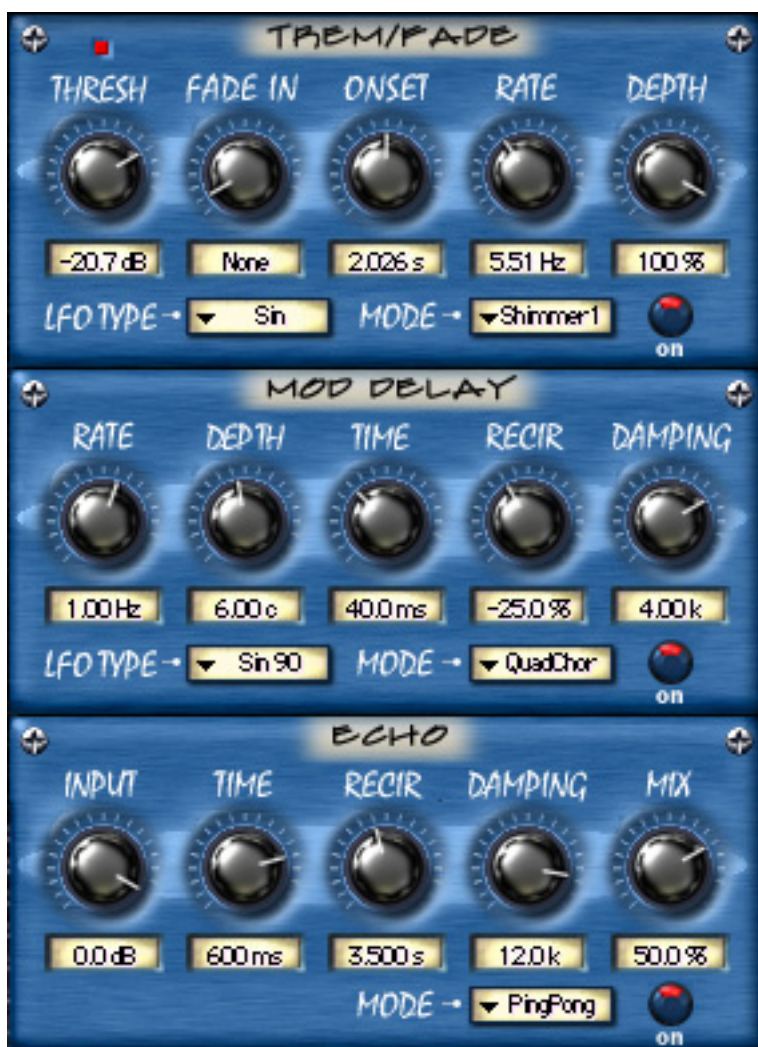 TREM/FADE
THRESH FADE IN ONSET RATE DEPTH
-20.7 dB None 2.026 s 5.51 Hz 100 %
LFO TYPE Sin MODE Shimmer1
on
MOD DELAY
RATE DEPTH TIME RECIR DAMPING
1.00 Hz 6.00 c 40.0 ms -25.0 % 4.00 k
LFO TYPE Sin 90 MODE QuadChor
on
ECHO
INPUT TIME RECIR DAMPING MIX
0.0 dB 600 ms 3.500 s 12.0 k 50.0 %
MODE PingPong
on